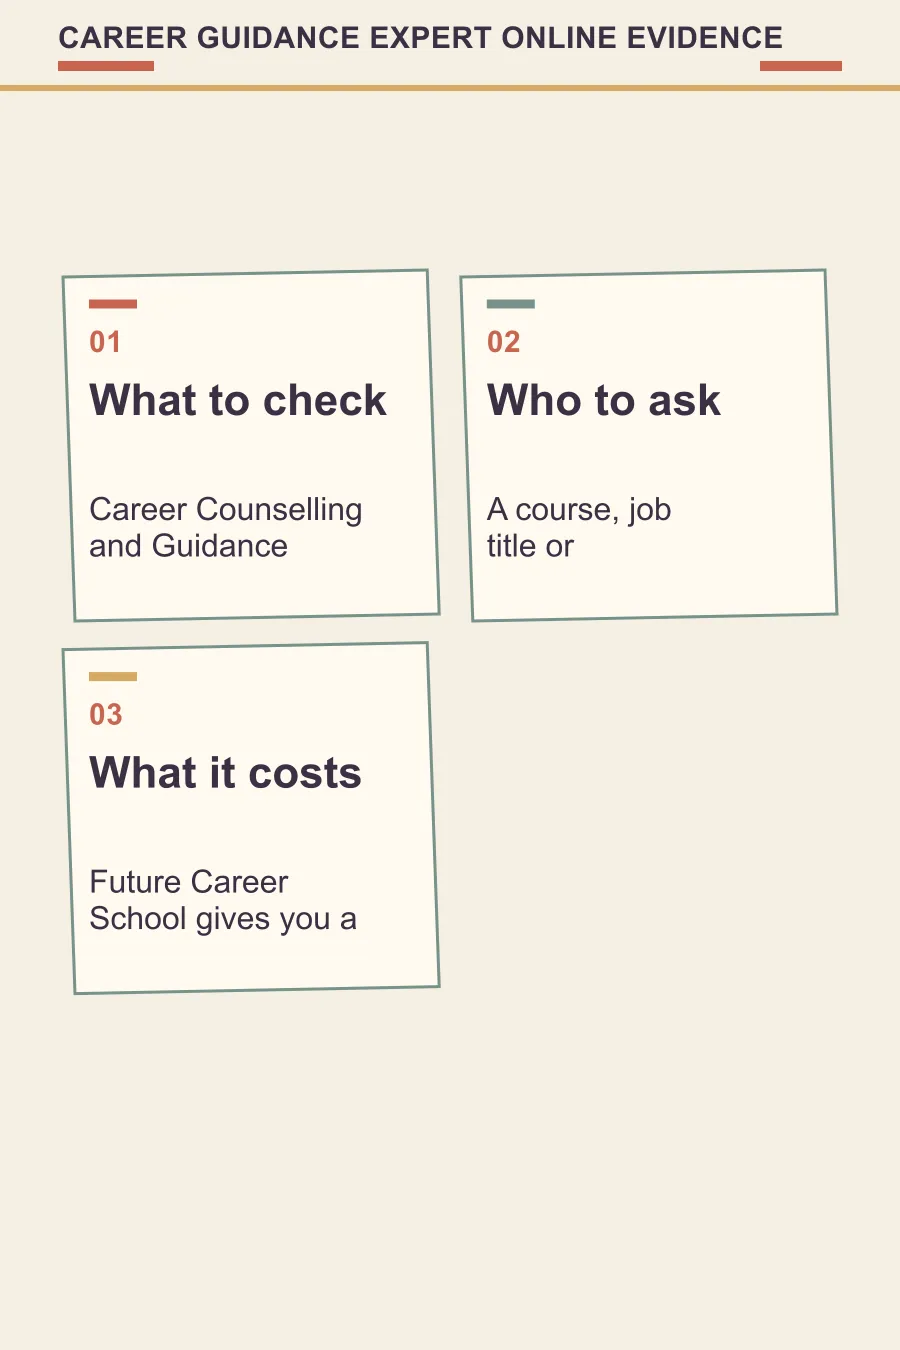 CAREER GUIDANCE EXPERT ONLINE EVIDENCE
01
What to check
Career Counselling
and Guidance
02
Who to ask
A course, job
title or
03
What it costs
Future Career
School gives you a